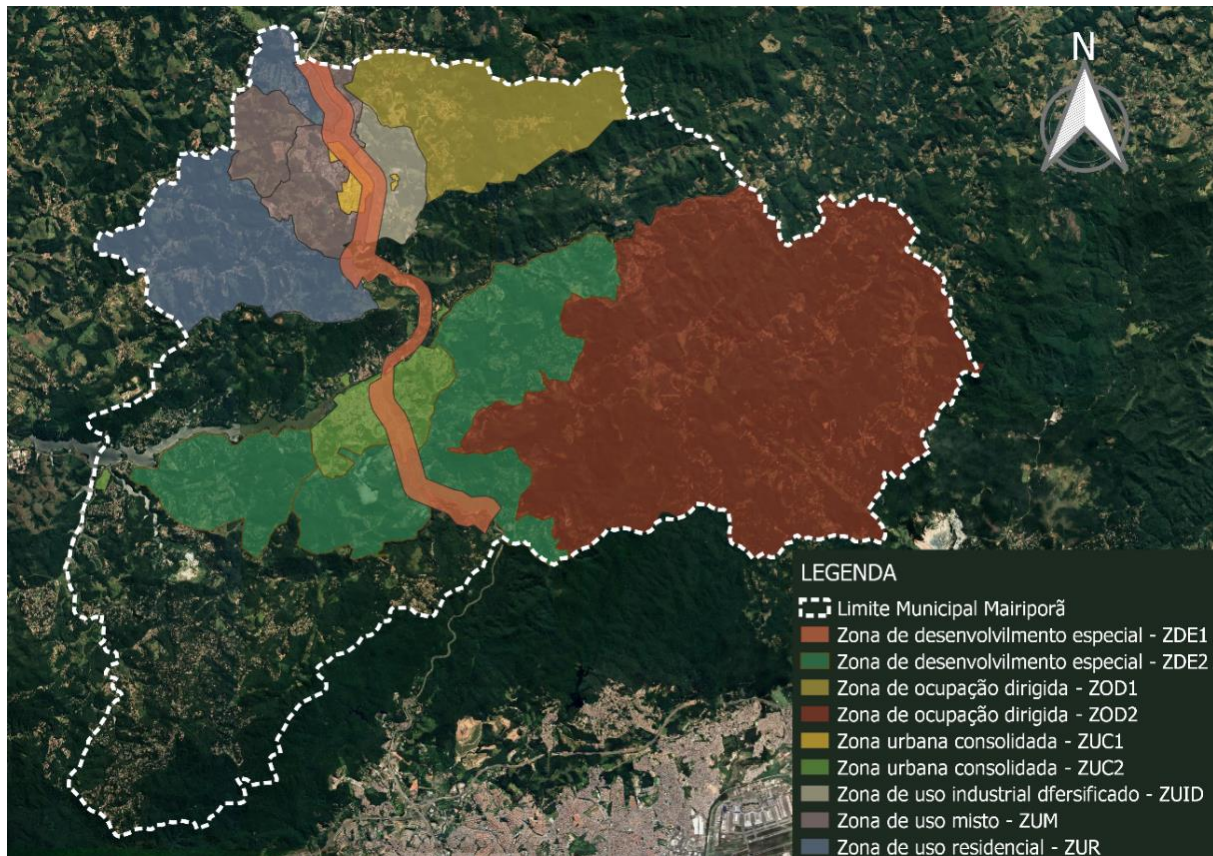 N
LEGENDA
Limite Municipal Mairiporã
Zona de desenvolvilmento especial - ZDE1
Zona de desenvolvilmento especial - ZDE2
Zona de ocupação dirigida - ZOD1
Zona de ocupação dirigida - ZOD2
Zona urbana consolidada - ZUC1
Zona urbana consolidada - ZUC2
Zona de uso industrial dfersificado - ZUID
Zona de uso misto - ZUM
Zona de uso residencial - ZUR